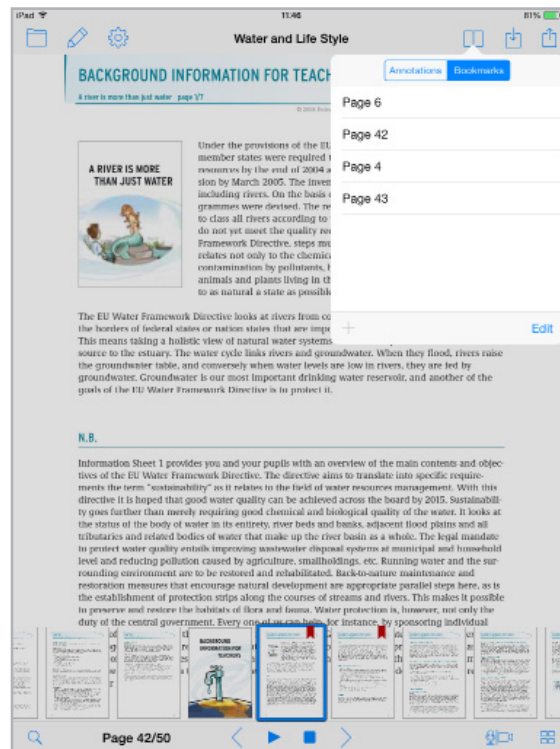 iPad
11:46
81%
Water and Life Style
Annotations
Bookmarks
Page 6
Page 42
Page 4
Page 43
Edit
BACKGROUND INFORMATION FOR TEACH
A river is more than just water page 1/7
A RIVER IS MORE
THAN JUST WATER
Under the provisions of the EU
member states were required
resources by the end of 2004 a
sion by March 2005. The inven
including rivers. On the basis
grammes were devised. The re
to class all rivers according to
do not yet meet the quality re
Framework Directive, steps mu
relates not only to the chemica
contamination by pollutants,
animals and plants living in th
to as natural a state as possible
The EU Water Framework Directive looks at rivers from
the borders of federal states or nation states that are
This means taking a holistic view of natural water systems
source to the estuary. The water cycle links rivers and groundwater. When they flood, rivers raise
the groundwater table, and conversely when water levels are low in rivers, they are fed by
groundwater. Groundwater is our most important drinking water reservoir, and another of the
goals of the EU Water Framework Directive is to protect it.
N.B.
Information Sheet 1 provides you and your pupils with an overview of the main contents and objec-
tives of the EU Water Framework Directive. The directive aims to translate into specific require-
ments the term "sustainability" as it relates to the field of water resources management. With this
directive it is hoped that good water quality can be achieved across the board by 2015. Sustainabili-
ty goes further than merely requiring good chemical and biological quality of the water. It looks at
the status of the body of water in its entirety, river beds and banks, adjacent flood plains and all
tributaries and related bodies of water that make up the river basin as a whole. The legal mandate
to protect water quality entails improving wastewater disposal systems at municipal and household
level and reducing pollution caused by agriculture, smallholdings, etc. Running water and the sur-
rounding environment are to be restored and rehabilitated. Back-to-nature maintenance and
restoration measures that encourage natural development are appropriate parallel steps here, as is
the establishment of protection strips along the courses of streams and rivers. This makes it possible
to preserve and restore the habitats of flora and fauna. Water protection is, however, not only the
duty of the central government. Every one of us can help, for instance, by sponsoring individual
BACKGROUND
INFORMATION FOR
TEACHERS
Page 42/50